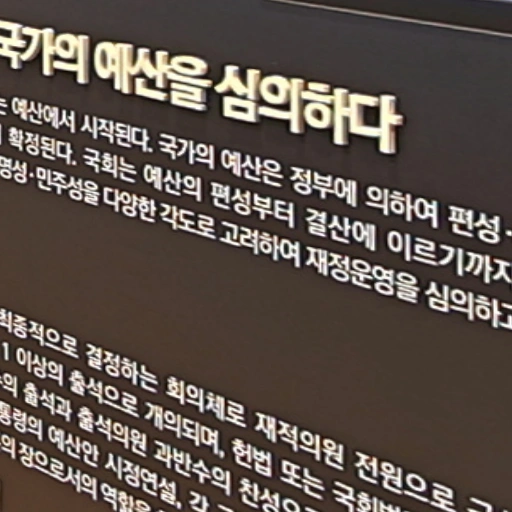 국가의 예산을 심의하다
는 예산에서 시작된다. 국가의 예산은 정부에 의하여 편성·
확정된다. 국회는 예산의 편성부터 결산에 이르기까지
명성·민주성을 다양한 각도로 고려하여 재정운영을 심의하고
최종적으로 결정하는 회의체로 재적의원 전원으로
1 이상의 출석으로 개의되며, 헌법 또는 국회법
의 출석과 출석의원 과반수의 찬성으로
통령의 예산안 시정연설, 각
의 장으로서의 역할을